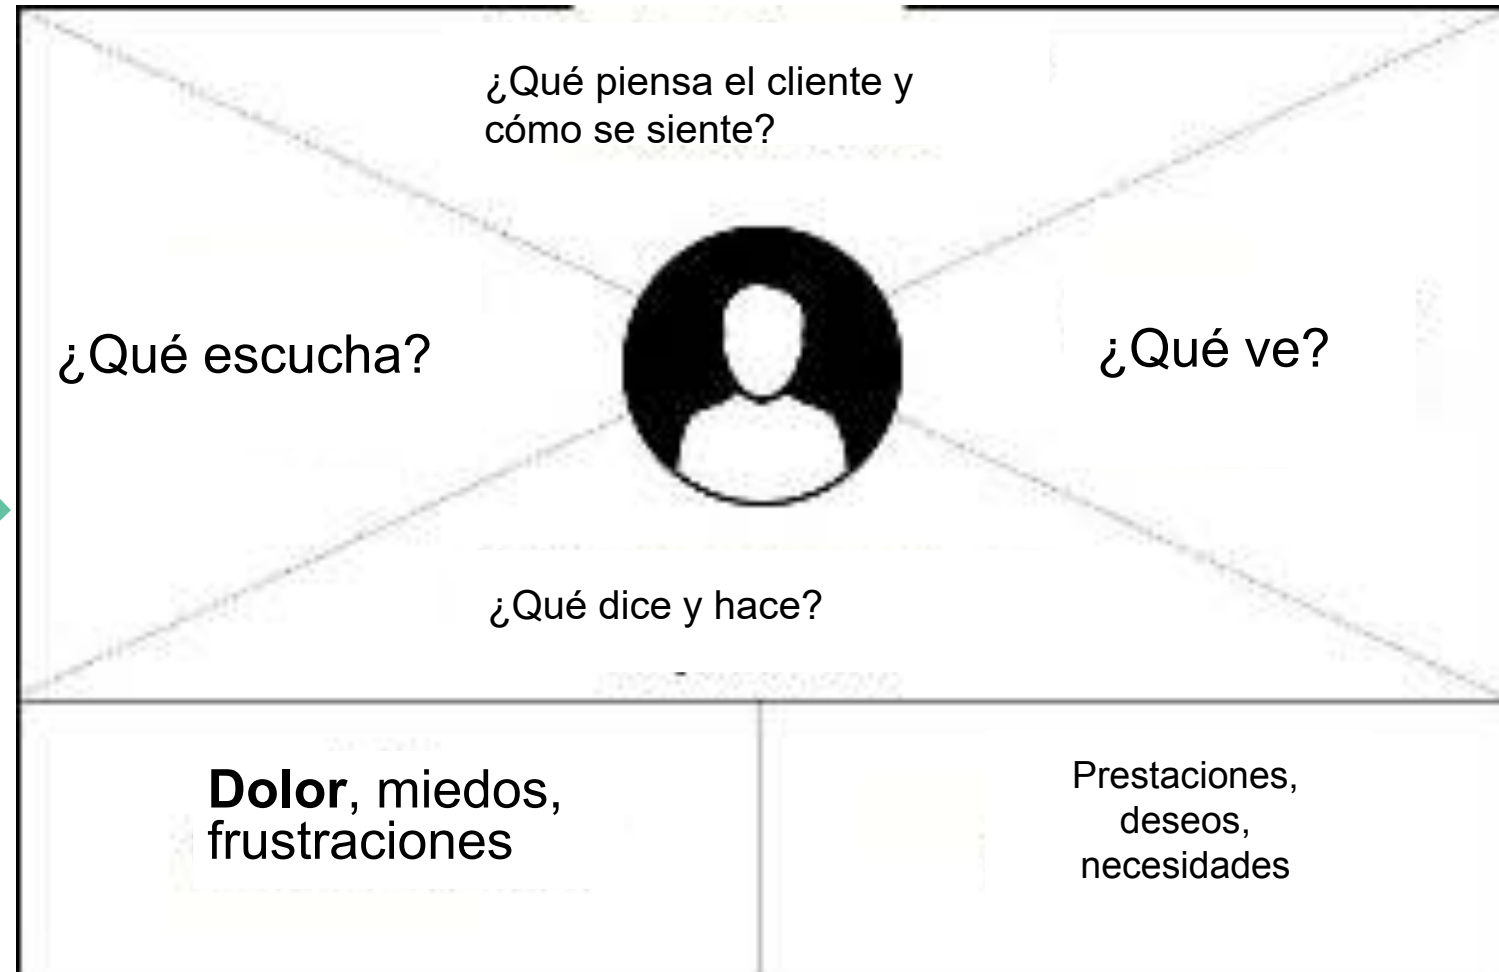 ¿Qué piensa el cliente y
cómo se siente?
¿Qué escucha?
¿Qué ve?
¿Qué dice y hace?
Dolor, miedos,
frustraciones
Prestaciones,
deseos,
necesidades